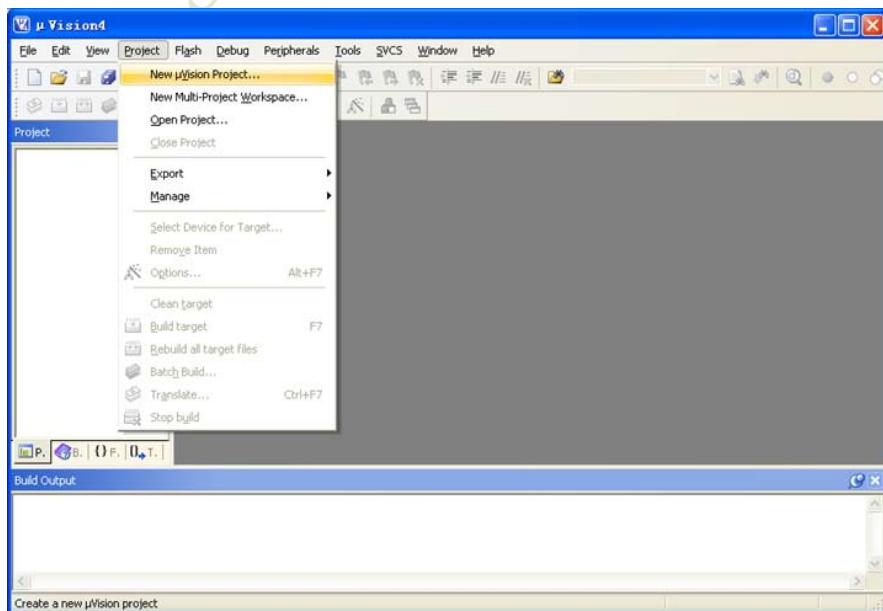 μVision4
File Edit View Project Flash Debug Peripherals Tools SVCS Window Help
New μVision Project...
New Multi-Project Workspace...
Open Project...
Close Project
Export
Manage
Select Device for Target...
Remove Item
Options... Alt+F7
Clean target
Build target F7
Rebuild all target files
Batch Build...
Translate... Ctrl+F7
Stop build
Project
P. B. {} F. 0 T.
Build Output
Create a new μVision project